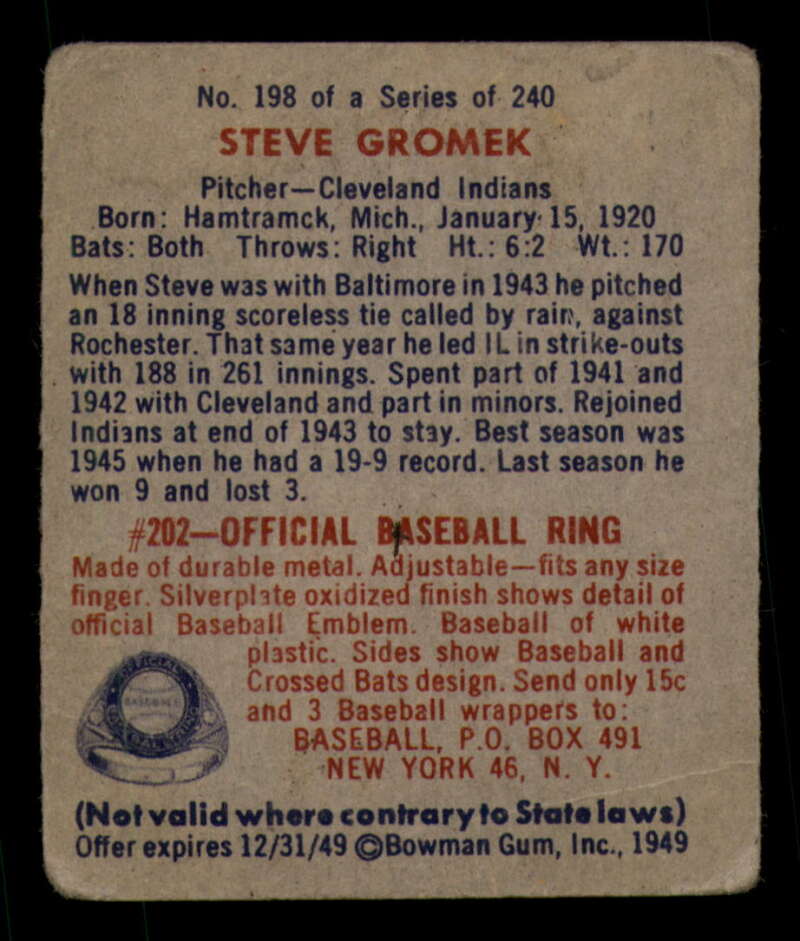 No. 198 of a Series of 240
STEVE GROMEK
Pitcher—Cleveland Indians
Born: Hamtramck, Mich., January 15, 1920
Bats: Both Throws: Right Ht.: 6:2 Wt.: 170
When Steve was with Baltimore in 1943 he pitched
an 18 inning scoreless tie called by rain, against
Rochester. That same year he led IL in strike-outs
with 188 in 261 innings. Spent part of 1941 and
1942 with Cleveland and part in minors. Rejoined
Indians at end of 1943 to stay. Best season was
1945 when he had a 19-9 record. Last season he
won 9 and lost 3.
#202—OFFICIAL BASEBALL RING
Made of durable metal. Adjustable—fits any size
finger. Silverplate oxidized finish shows detail of
official Baseball Emblem. Baseball of white
plastic. Sides show Baseball and
Crossed Bats design. Send only 15c
and 3 Baseball wrappers to:
BASEBALL, P.O. BOX 491
NEW YORK 46, N. Y.
OFFICIAL
BASEBALL
(Not valid where contrary to State laws)
Offer expires 12/31/49 ©Bowman Gum, Inc., 1949